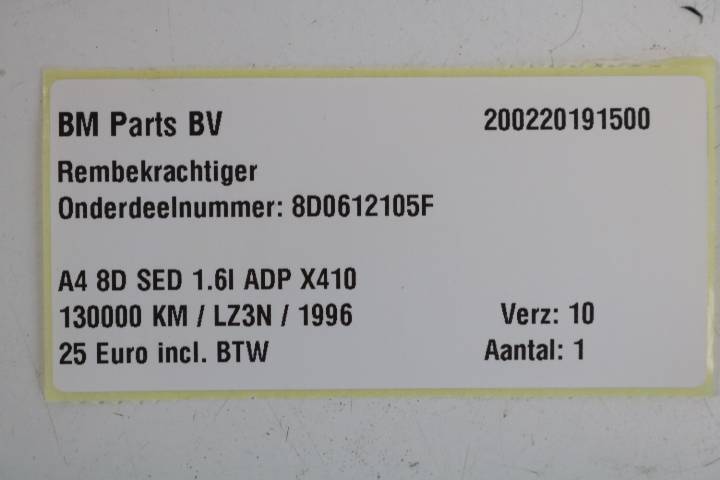 BM Parts BV 200220191500
Rembekrachtiger
Onderdeelnummer: 8D0612105F
A4 8D SED 1.6I ADP X410
130000 KM / LZ3N / 1996 Verz: 10
25 Euro incl. BTW Aantal: 1